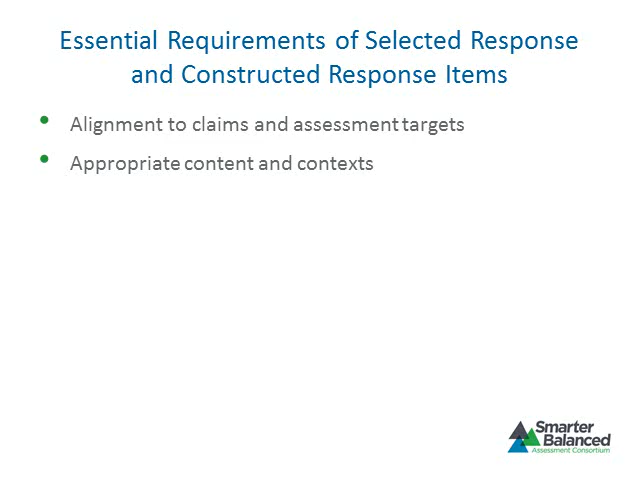 Essential Requirements of Selected Response
and Constructed Response Items
• Alignment to claims and assessment targets
• Appropriate content and contexts
Smarter
Balanced
Assessment Consortium